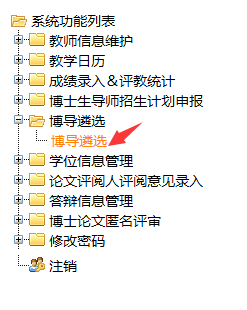 系统功能列表
教师信息维护
教学日历
成绩录入＆评教统计
博士生导师招生计划申报
博导遴选
博导遴选
学位信息管理
论文评阅人评阅意见录入
答辩信息管理
博士论文匿名评审
修改密码
注销